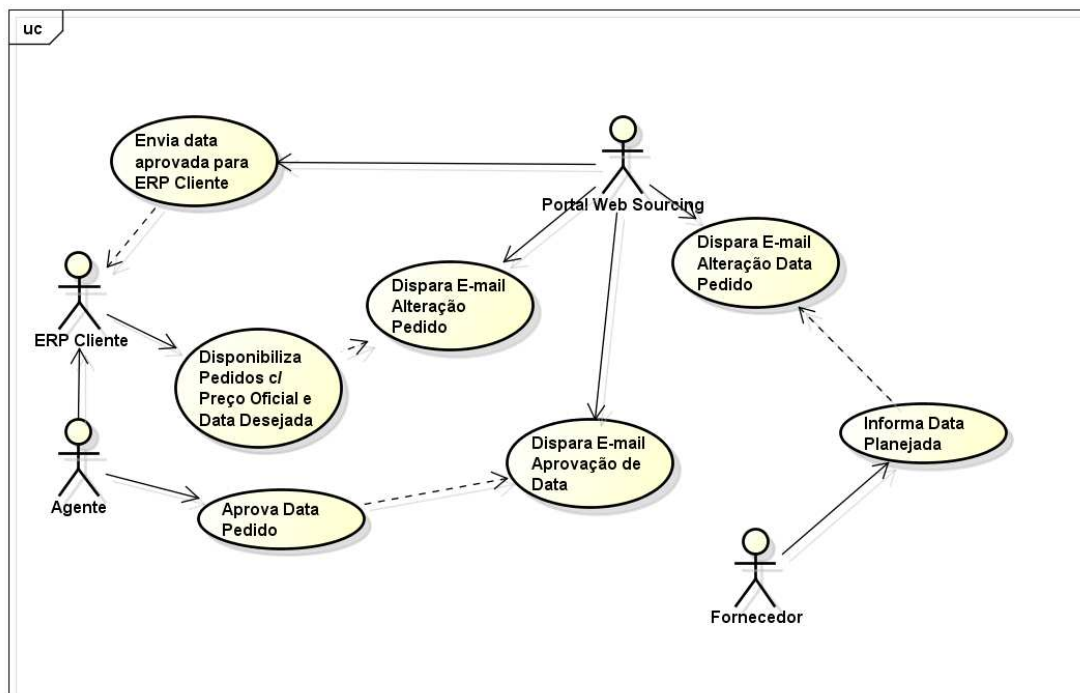 uc
Envia data
aprovada para
ERP Cliente
Portal Web Sourcing
Dispara E-mail
Alteração Data
Pedido
Dispara E-mail
Alteração
Pedido
ERP Cliente
Disponibiliza
Pedidos c/
Preço Oficial e
Data Desejada
Informa Data
Planejada
Dispara E-mail
Aprovação de
Data
Agente
Aprova Data
Pedido
Fornecedor